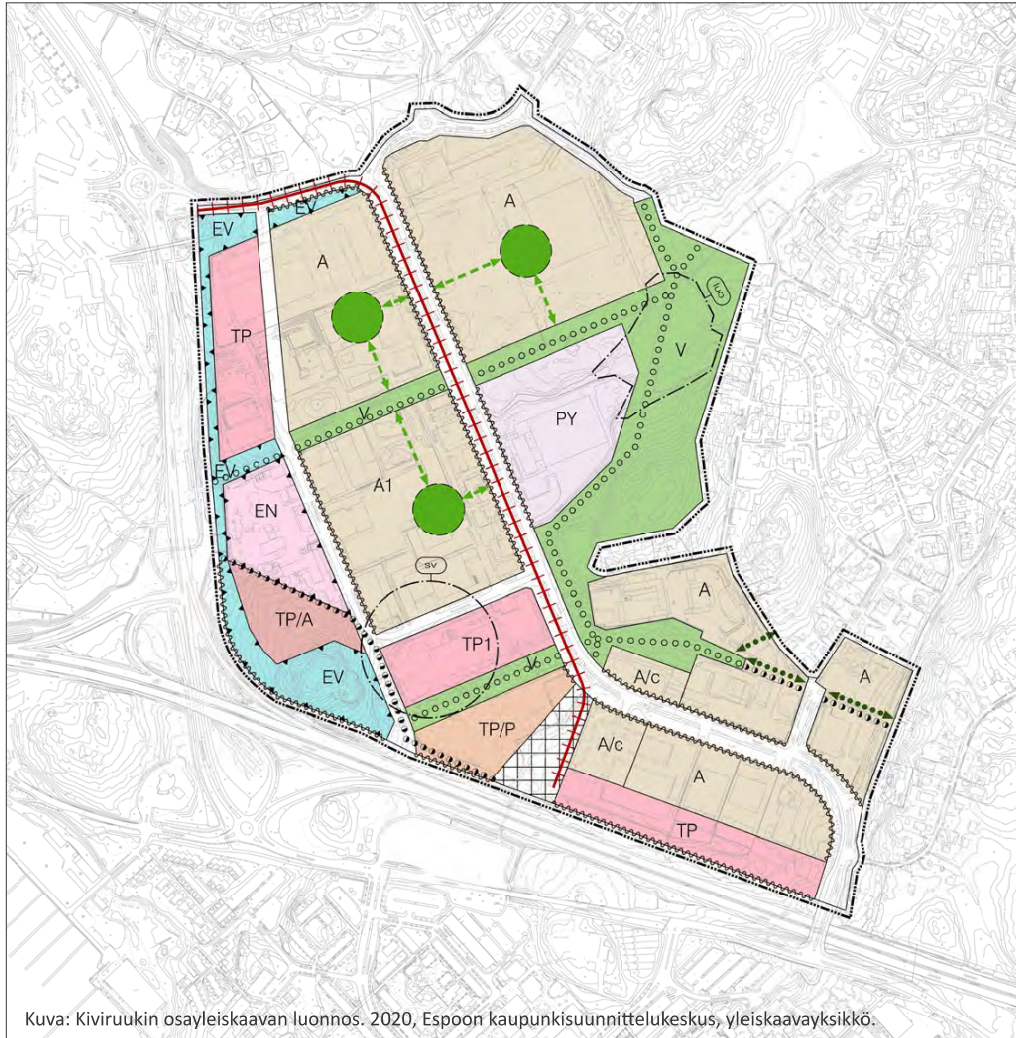 A
EV
EV
A
luo
TP
V
V
PY
EV
A1
EN
sv
TP/A
A
TP1
V
A/c
A
EV
TP/P
A/c
A
TP
Kuva: Kiviruukin osayleiskaavan luonnos. 2020, Espoon kaupunkisuunnittelukeskus, yleiskaavayksikkö.